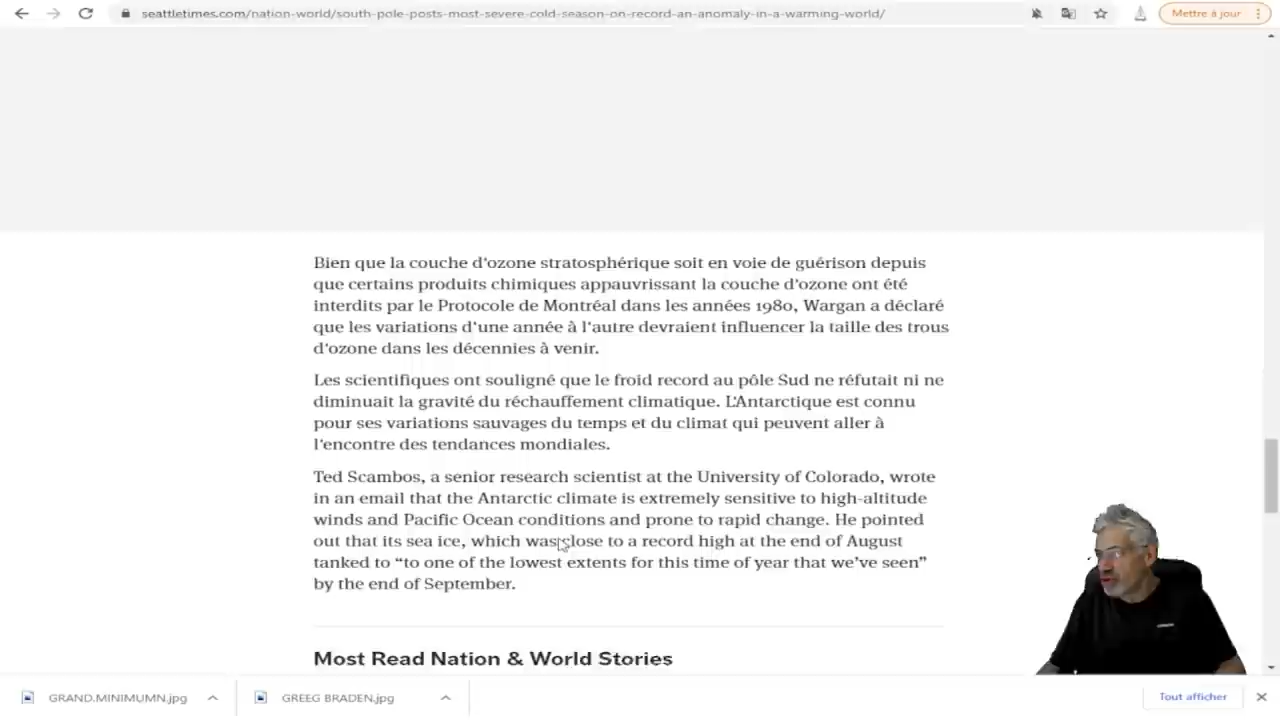 seattletimes.com/nation-world/south-pole-posts-most-severe-cold-season-on-record-an-anomaly-in-a-warming-world/
Mettre à jour
Bien que la couche d'ozone stratosphérique soit en voie de guérison depuis
que certains produits chimiques appauvrissant la couche d'ozone ont été
interdits par le Protocole de Montréal dans les années 1980, Wargan a déclaré
que les variations d'une année à l'autre devraient influencer la taille des trous
d'ozone dans les décennies à venir.
Les scientifiques ont souligné que le froid record au pôle Sud ne réfutait ni ne
diminuait la gravité du réchauffement climatique. L'Antarctique est connu
pour ses variations sauvages du temps et du climat qui peuvent aller à
l'encontre des tendances mondiales.
Ted Scambos, a senior research scientist at the University of Colorado, wrote
in an email that the Antarctic climate is extremely sensitive to high-altitude
winds and Pacific Ocean conditions and prone to rapid change. He pointed
out that its sea ice, which was close to a record high at the end of August
tanked to “to one of the lowest extents for this time of year that we’ve seen”
by the end of September.
Most Read Nation & World Stories
GRAND.MINIMUMN.jpg
GREEG BRADEN.jpg
Tout afficher